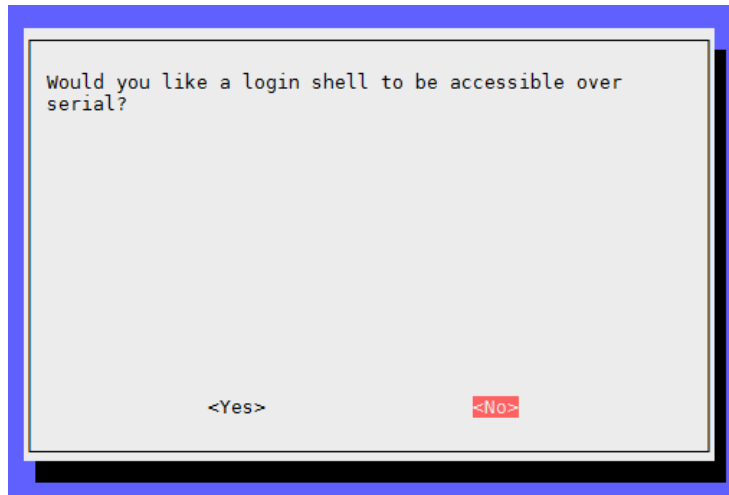 Would you like a login shell to be accessible over
serial?
<Yes> <No>